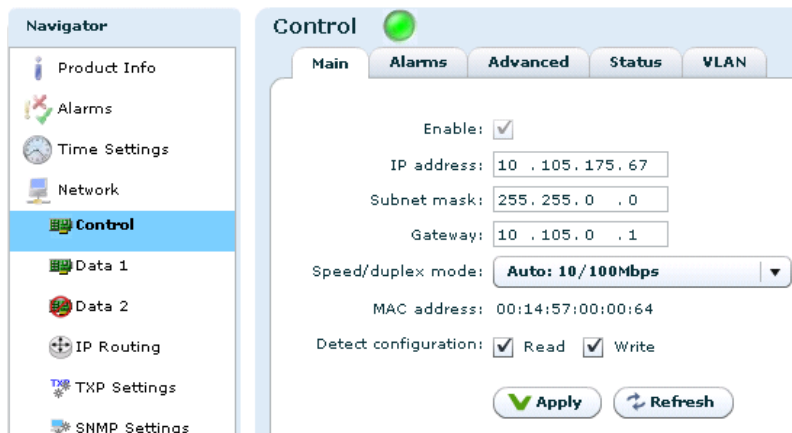 Navigator
Product Info
Alarms
Time Settings
Network
Control
Data 1
Data 2
IP Routing
TXP TXP Settings
SNMP Settings
Control
Main Alarms Advanced Status VLAN
Enable:
IP address: 10 . 105. 175. 67
Subnet mask: 255. 255. 0 . 0
Gateway: 10 . 105. 0 . 1
Speed/duplex mode: Auto: 10/100Mbps
MAC address: 00:14:57:00:00:64
Detect configuration: Read Write
Apply Refresh